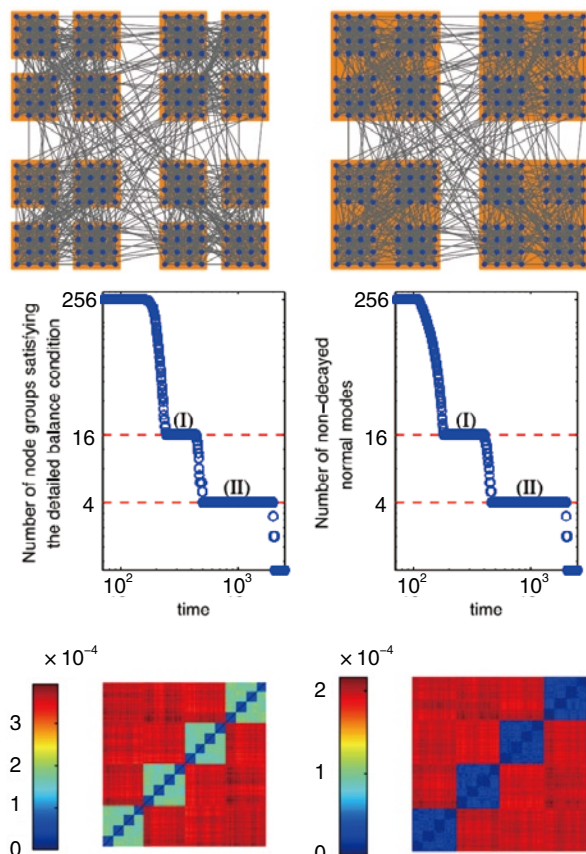 256
16
4
(I)
(II)
Number of node groups satisfying
the detailed balance condition
10²
10³
time
256
16
4
(I)
(II)
Number of non-decayed
normal modes
10²
10³
time
× 10⁻⁴
3
2
1
0
× 10⁻⁴
2
1
0